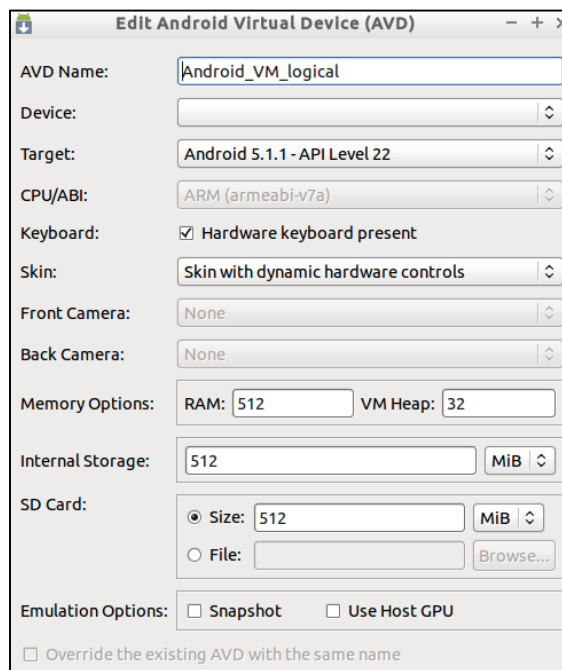 Edit Android Virtual Device (AVD)
AVD Name: Android_VM_logical
Device:
Target: Android 5.1.1 - API Level 22
CPU/ABI: ARM (armeabi-v7a)
Keyboard: Hardware keyboard present
Skin: Skin with dynamic hardware controls
Front Camera: None
Back Camera: None
Memory Options: RAM: 512 VM Heap: 32
Internal Storage: 512 MiB
SD Card:
Size: 512 MiB
File: Browse...
Emulation Options: Snapshot Use Host GPU
Override the existing AVD with the same name